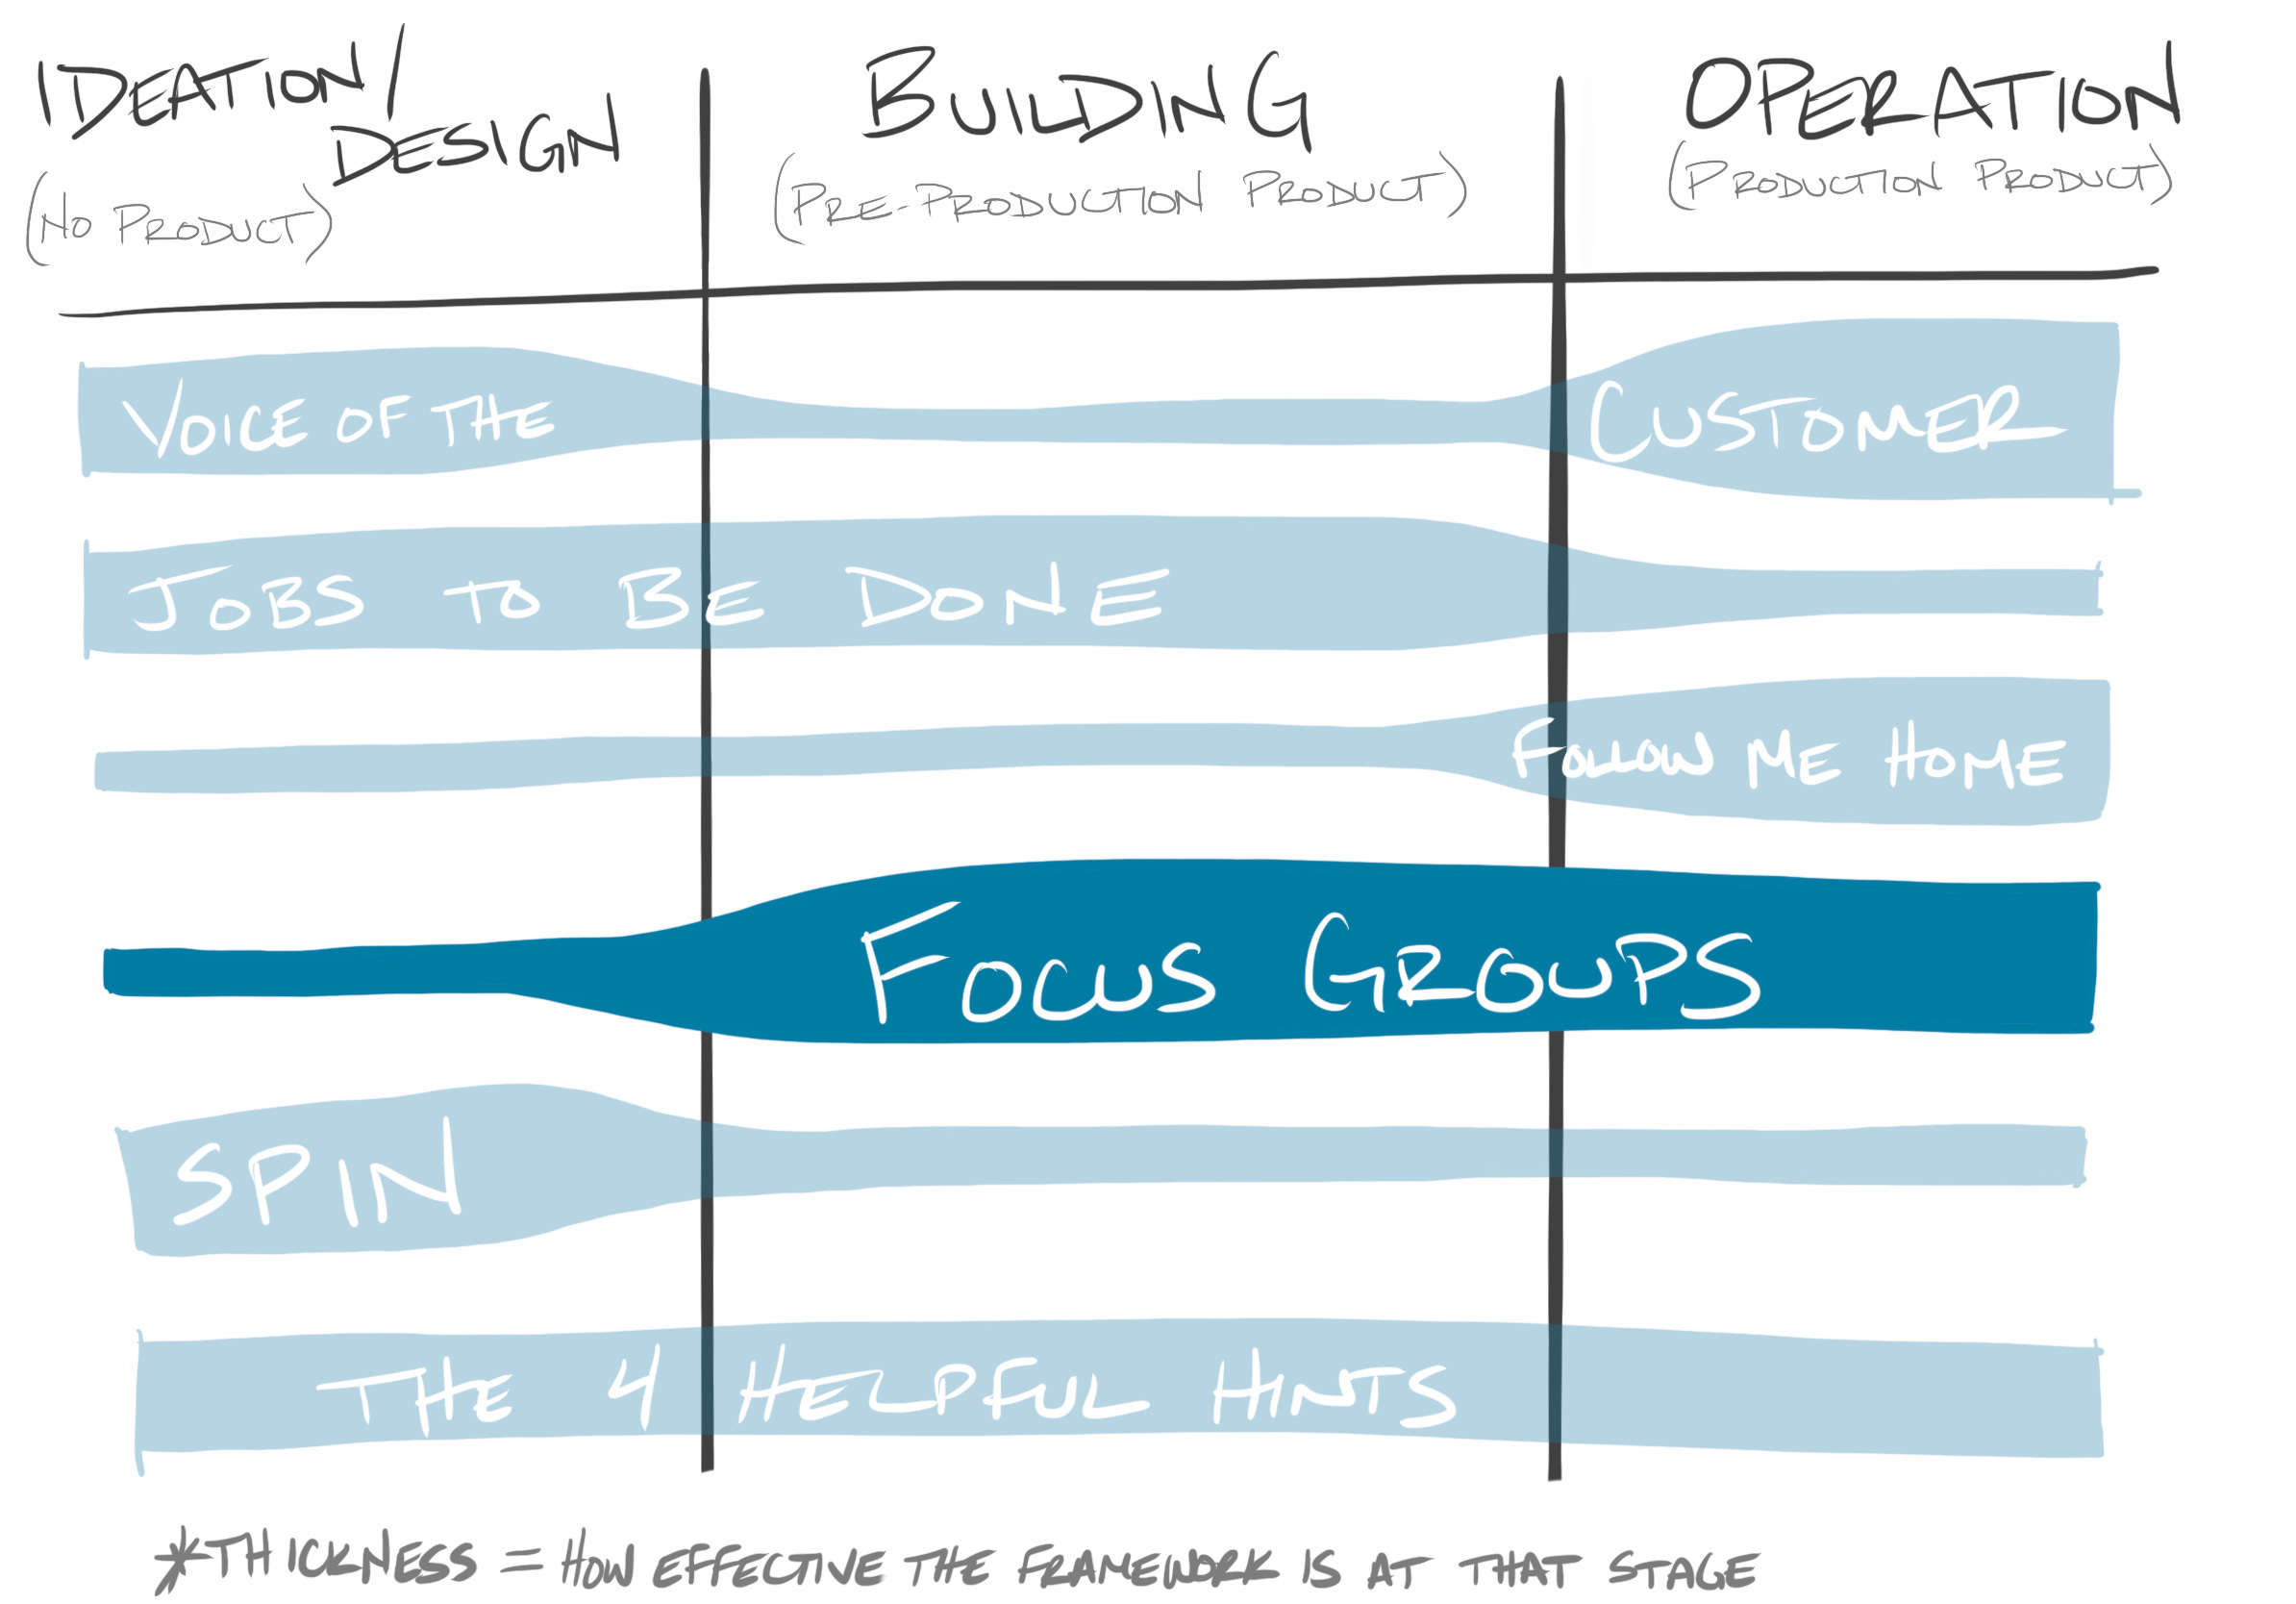 IDEATION/
DESIGN
(NO PRODUCT)
BUILDING
(PRE-PRODUCTION PRODUCT)
OPERATION
(PRODUCTION PRODUCT)
VOICE OF THE CUSTOMER
JOBS TO BE DONE
FOLLOW ME HOME
FOCUS GROUPS
SPIN
THE 4 HELPFUL HINTS
*THICKNESS = HOW EFFECTIVE THE FRAMEWORK IS AT THAT STAGE